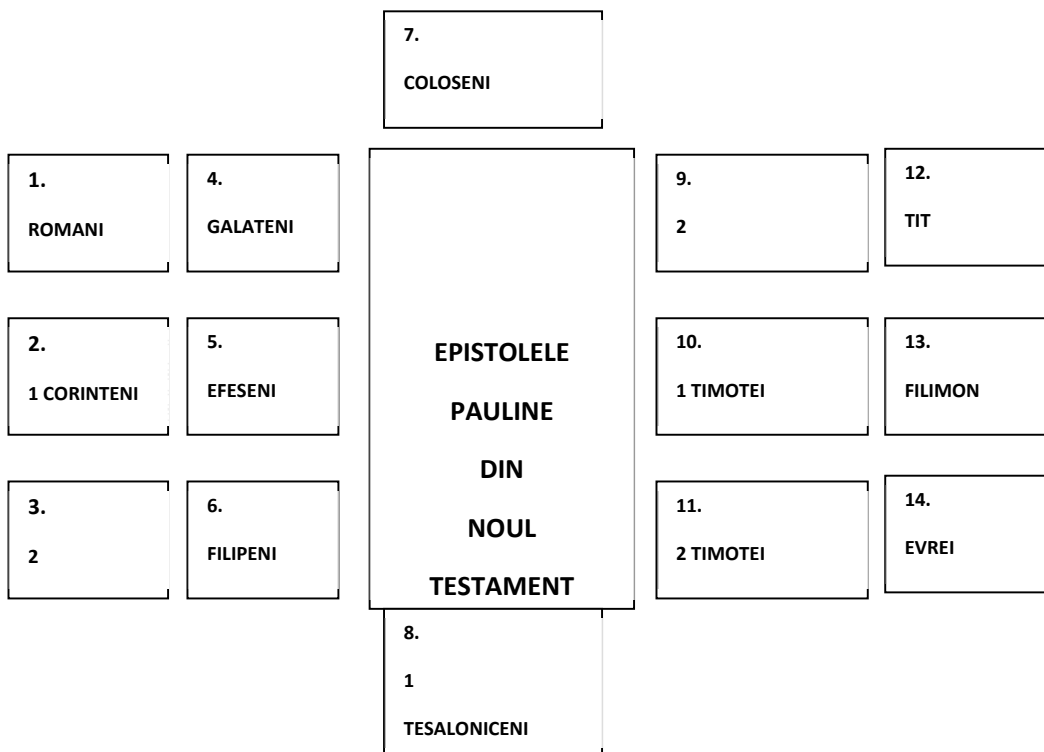 7.
COLOSENI
1.
ROMANI
4.
GALATENI
9.
2
12.
TIT
2.
1 CORINTENI
5.
EFESENI
EPISTOLELE
PAULINE
DIN
NOUL
TESTAMENT
10.
1 TIMOTEI
13.
FILIMON
3.
2
6.
FILIPENI
11.
2 TIMOTEI
14.
EVREI
8.
1
TESALONICENI